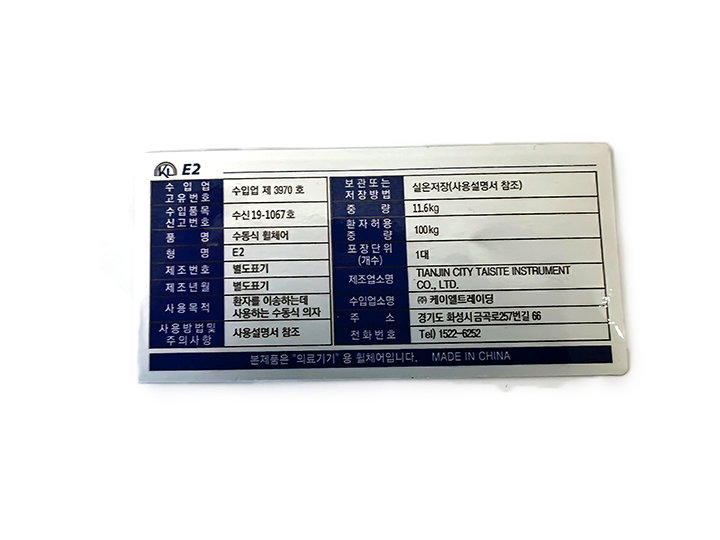 KL E2
수 입 업
고유번호
수입업 제 3970 호
수입품목
신고번호
수신 19-1067호
품 명
수동식 휠체어
형 명
E2
제조번호
별도표기
제조년월
별도표기
사용목적
환자를 이송하는데
사용하는 수동식 의자
사용방법및
주의사항
사용설명서 참조
보관또는
저장방법
실온저장(사용설명서 참조)
중 량
11.6kg
환자허용
중 량
100kg
포장단위
(개수)
1대
제조업소명
TIANJIN CITY TAISITE INSTRUMENT
CO., LTD.
수입업소명
㈜ 케이엘트레이딩
주 소
경기도 화성시 금곡로257번길 66
전화번호
Tel) 1522-6252
본제품은 "의료기기" 용 휠체어입니다. MADE IN CHINA